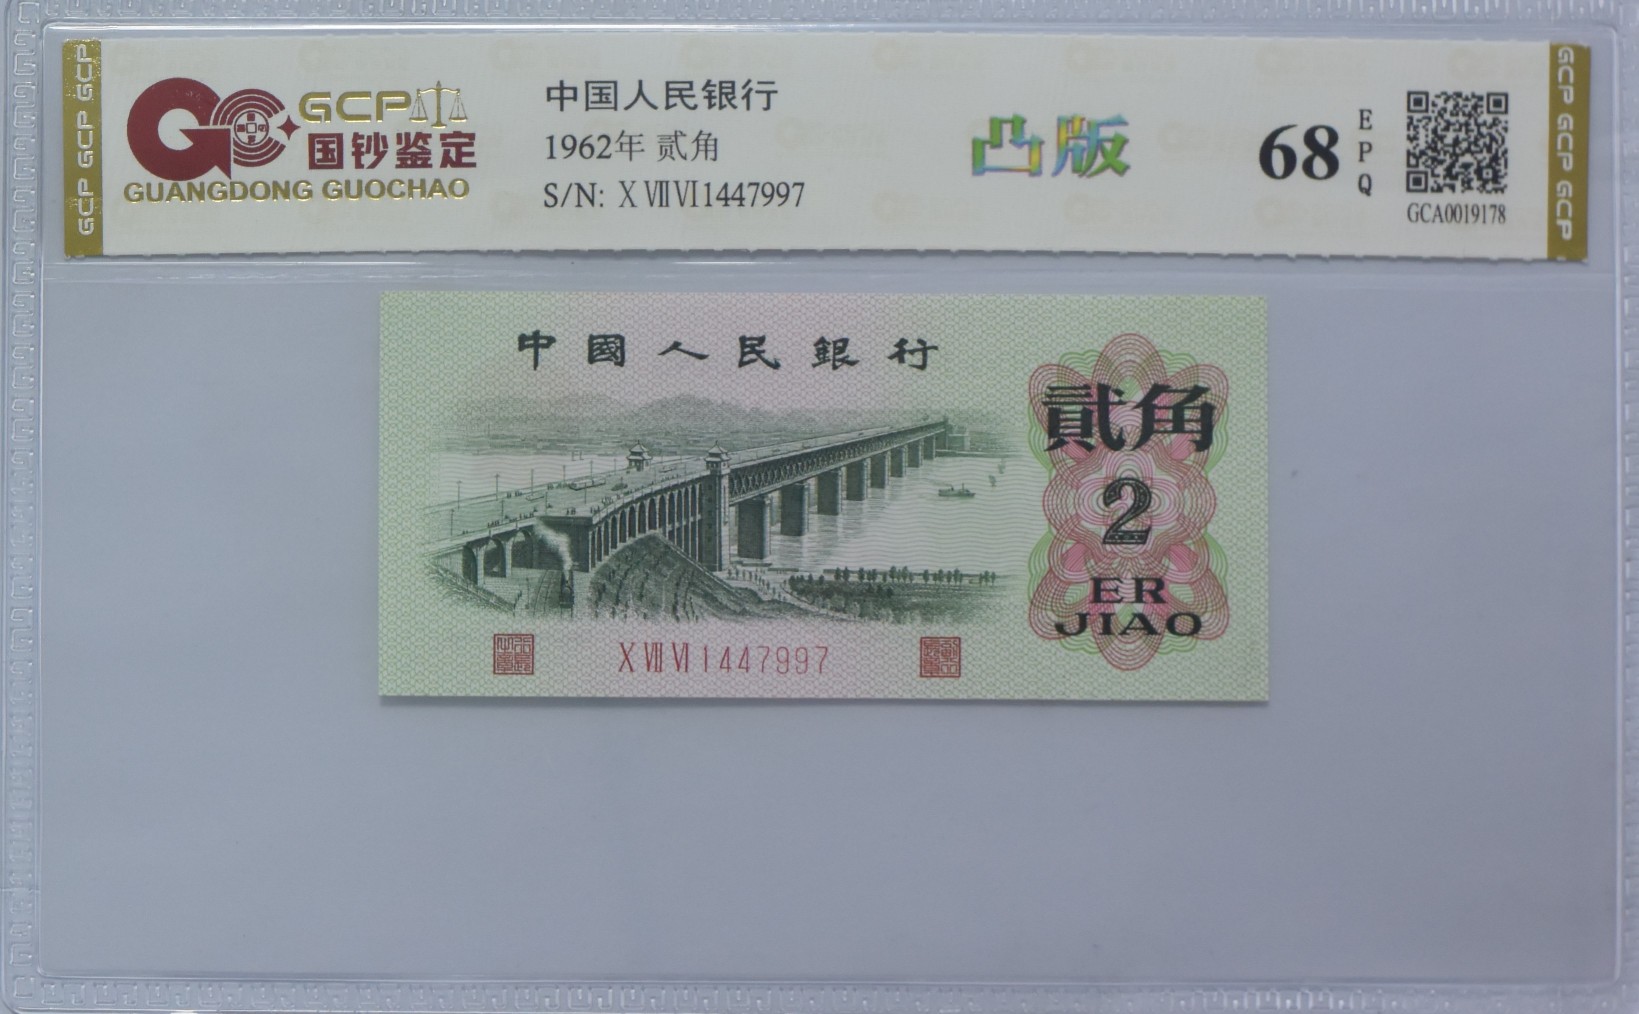 GCP GCP GCP
GCP
国钞鉴定
GUANGDONG GUOCHAO
中国人民银行
1962年 贰角
S/N: X VII VI 1447997
凸版
68
EPQ
GCA0019178
GCP GCP GCP
中國人民銀行
貳角
2
ER
JIAO
X VII VI 1447997